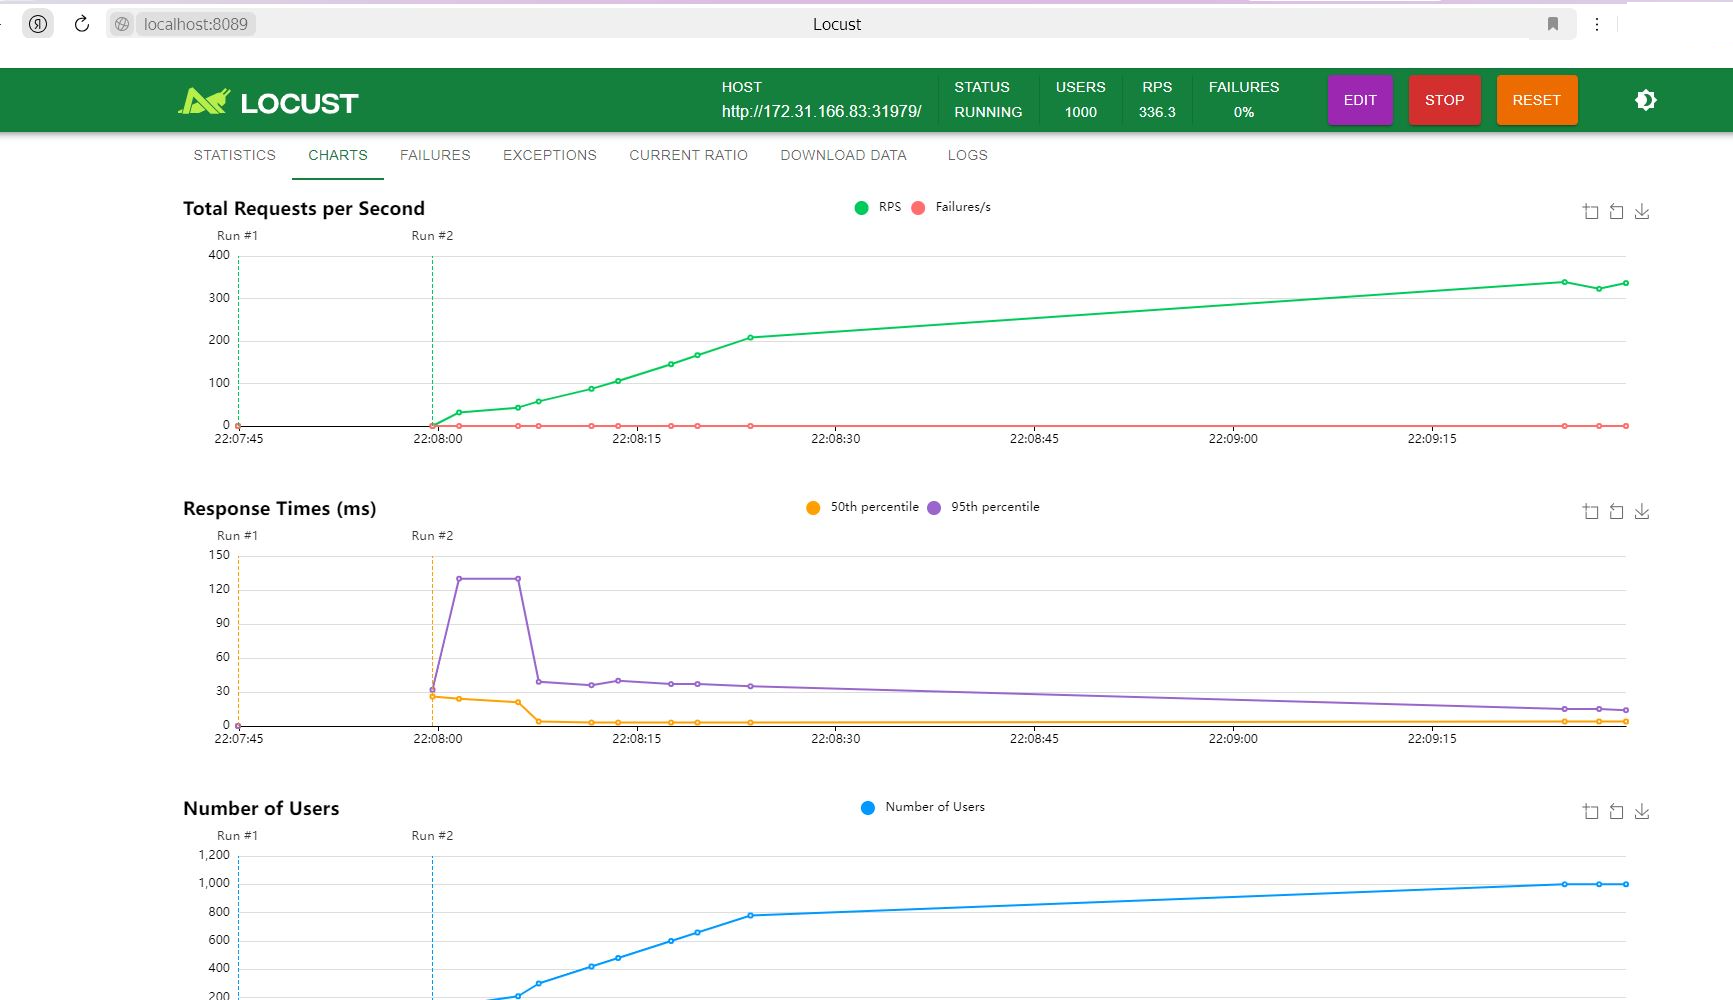 Я localhost:8089 Locust
LOCUST
HOST STATUS USERS RPS FAILURES
http://172.31.166.83:31979/ RUNNING 1000 336.3 0%
EDIT STOP RESET
STATISTICS CHARTS FAILURES EXCEPTIONS CURRENT RATIO DOWNLOAD DATA LOGS
Total Requests per Second RPS Failures/s
Run #1 Run #2
400
300
200
100
0
22:07:45 22:08:00 22:08:15 22:08:30 22:08:45 22:09:00 22:09:15
Response Times (ms) 50th percentile 95th percentile
Run #1 Run #2
150
120
90
60
30
0
22:07:45 22:08:00 22:08:15 22:08:30 22:08:45 22:09:00 22:09:15
Number of Users Number of Users
Run #1 Run #2
1,200
1,000
800
600
400
200